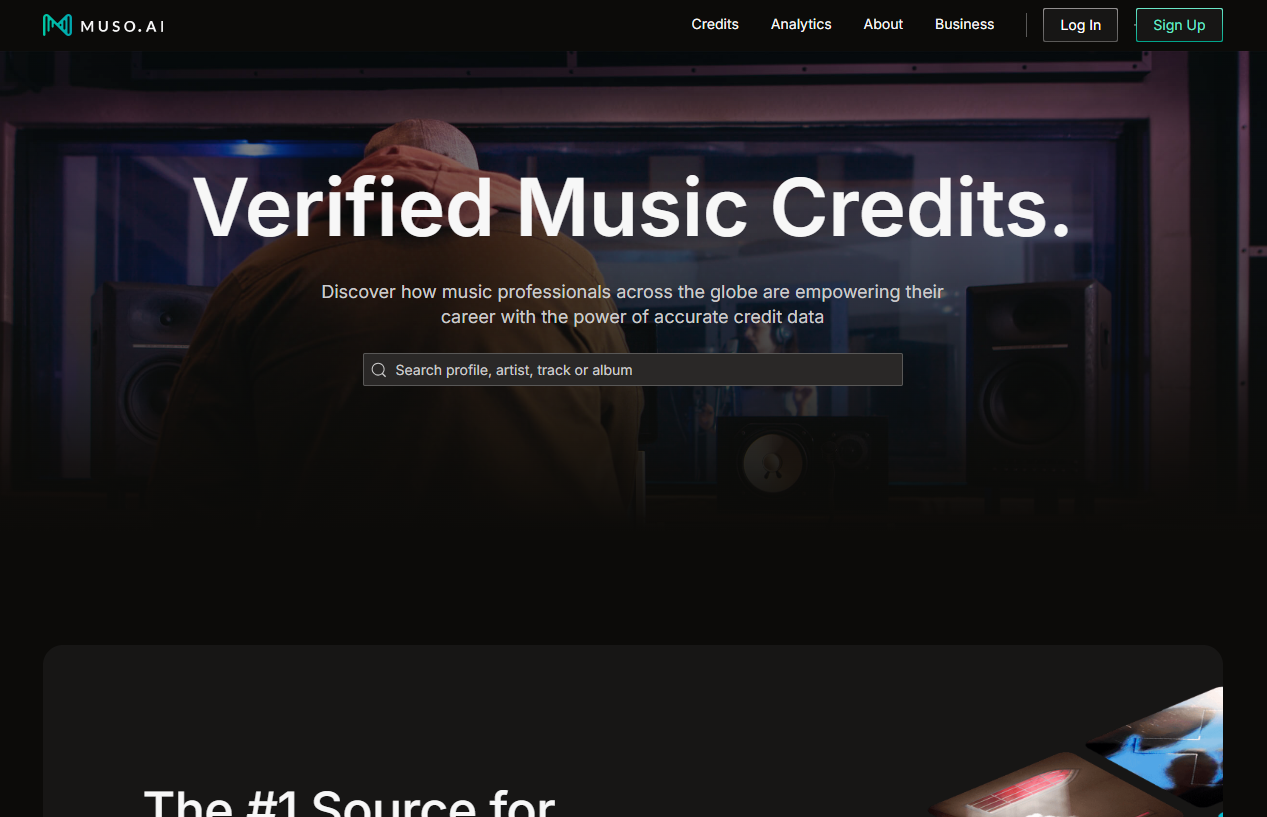 MUSO.AI
Credits
Analytics
About
Business
Log In
Sign Up
Verified Music Credits.
Discover how music professionals across the globe are empowering their
career with the power of accurate credit data
Search profile, artist, track or album
The #1 Source for